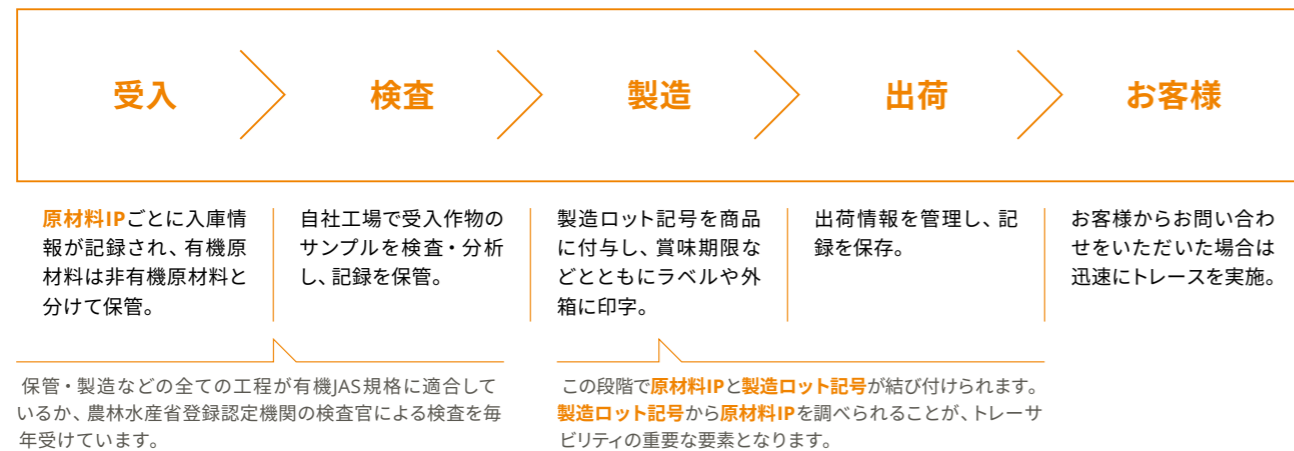 受入
検査
製造
出荷
お客様
原材料IPごとに入庫情
報が記録され、有機原
材料は非有機原材料と
分けて保管。
自社工場で受入作物の
サンプルを検査・分析
し、記録を保管。
製造ロット記号を商品
に付与し、賞味期限な
どとともにラベルや外
箱に印字。
出荷情報を管理し、記
録を保存。
お客様からお問い合わ
せをいただいた場合は
迅速にトレースを実施。
保管・製造などの全ての工程が有機JAS規格に適合して
いるか、農林水産省登録認定機関の検査官による検査を毎
年受けています。
この段階で原材料IPと製造ロット記号が結び付けられます。
製造ロット記号から原材料IPを調べられることが、トレーサ
ビリティの重要な要素となります。